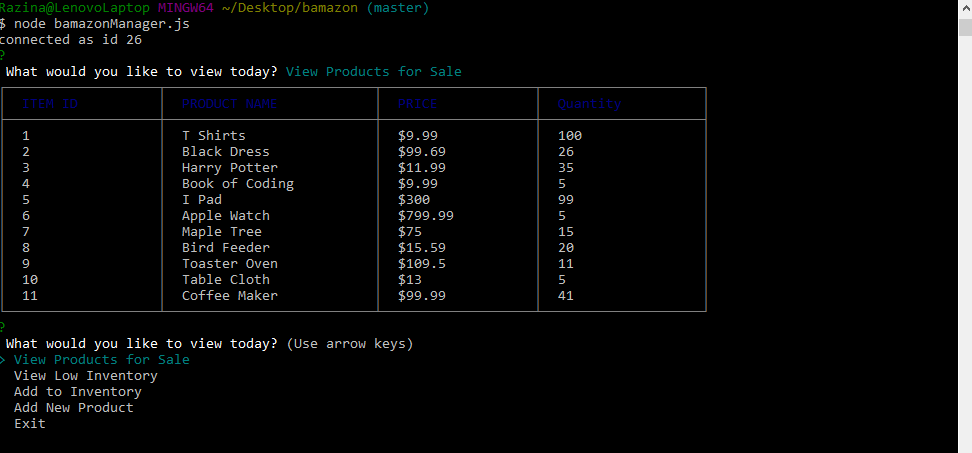 Razina@LenovoLaptop MINGW64 ~/Desktop/bamazon (master)
$ node bamazonManager.js
connected as id 26
?
What would you like to view today? View Products for Sale
ITEM ID PRODUCT NAME PRICE Quantity
1 T Shirts $9.99 100
2 Black Dress $99.69 26
3 Harry Potter $11.99 35
4 Book of Coding $9.99 5
5 I Pad $300 99
6 Apple Watch $799.99 5
7 Maple Tree $75 15
8 Bird Feeder $15.59 20
9 Toaster Oven $109.5 11
10 Table Cloth $13 5
11 Coffee Maker $99.99 41
?
What would you like to view today? (Use arrow keys)
> View Products for Sale
View Low Inventory
Add to Inventory
Add New Product
Exit